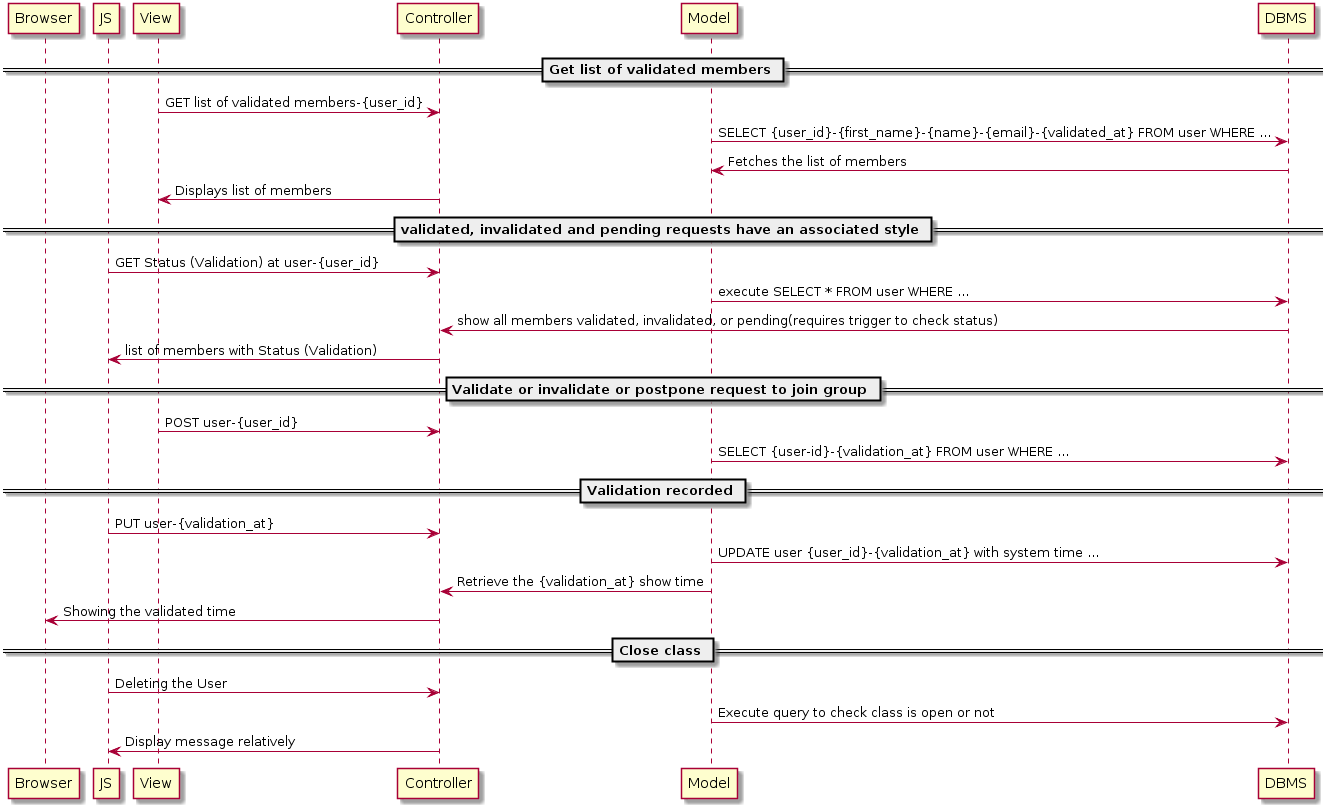 Browser JS View Controller Model DBMS
Get list of validated members
GET list of validated members-{user_id}
SELECT {user_id}-{first_name}-{name}-{email}-{validated_at} FROM user WHERE ...
Fetches the list of members
Displays list of members
validated, invalidated and pending requests have an associated style
GET Status (Validation) at user-{user_id}
execute SELECT * FROM user WHERE ...
show all members validated, invalidated, or pending(requires trigger to check status)
list of members with Status (Validation)
Validate or invalidate or postpone request to join group
POST user-{user_id}
SELECT {user-id}-{validation_at} FROM user WHERE ...
Validation recorded
PUT user-{validation_at}
UPDATE user {user_id}-{validation_at} with system time ...
Retrieve the {validation_at} show time
Showing the validated time
Close class
Deleting the User
Execute query to check class is open or not
Display message relatively
Browser JS View Controller Model DBMS